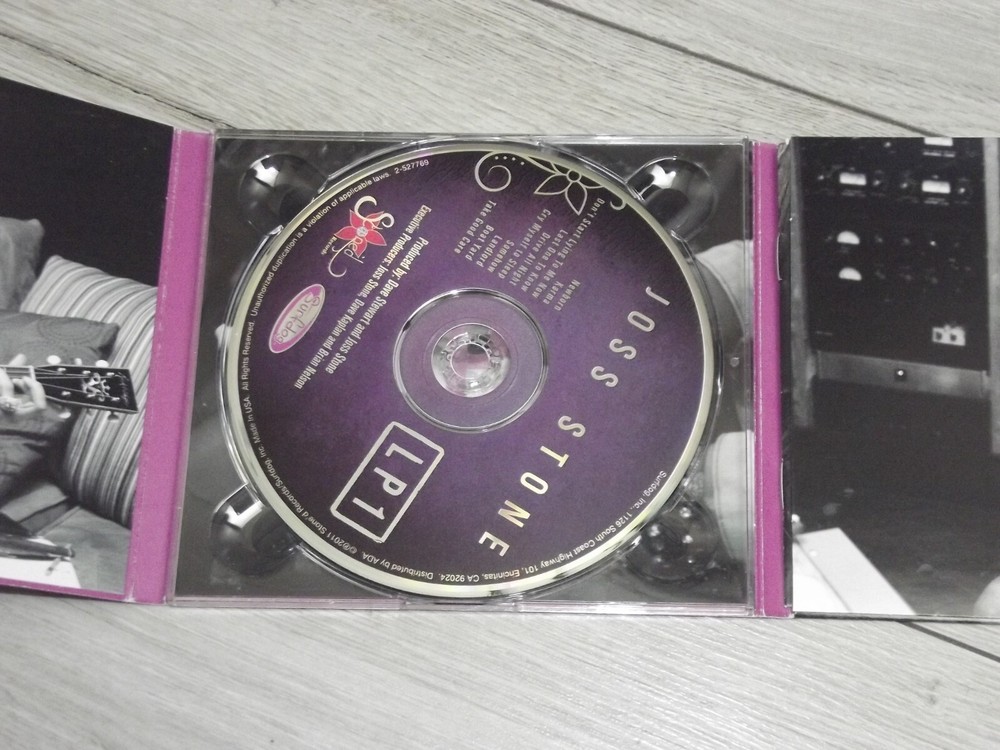 JOSS STONE
LP1
Newborn
Karma
Don't Start Lying To Me Now
Last One To Know
Drive All Night
Cry Myself to Sleep
Somehow
Landlord
Boat Yard
Take Good Care
Produced by: Dave Stewart and Joss Stone
Executive Producers: Joss Stone, Dave Kaplan and Brian Nelson
Stone'd
Records
Surfdog
Surfdog Inc., 1126 South Coast Highway 101, Encinitas, CA 92024. Distributed by ADA. ©℗2011 Stone'd Records/Surfdog, Inc. Made In USA. All Rights Reserved. Unauthorized duplication is a violation of applicable laws. 2-527769